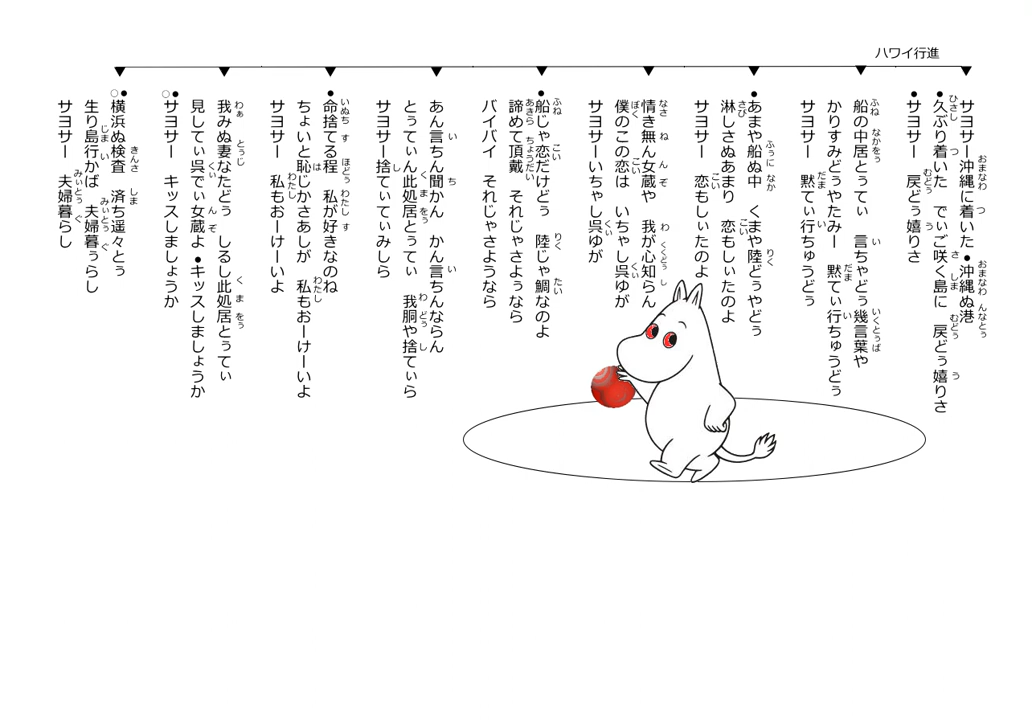 ハワイ行進
サヨサー沖縄に着いた ●沖縄ぬ港
●久ぶり着いた でぃご咲く島に 戻どぅ嬉りさ
●サヨサー 戻どぅ嬉りさ
船の中居とぅてぃ 言ちゃどぅ幾言葉や
かりすみどぅやたみー 黙てぃ行ちゅうどぅ
サヨサー 黙てぃ行ちゅうどぅ
●あまや船ぬ中 くまや陸どぅやどぅ
淋しさぬあまり 恋もしぃたのよ
サヨサー 恋もしぃたのよ
情き無ん女蔵や 我が心知らん
僕のこの恋は いちゃし呉ゆが
サヨサーいちゃし呉ゆが
●船じゃ恋だけどぅ 陸じゃ鯛なのよ
諦めて頂戴 それじゃさよぅなら
バイバイ それじゃさようなら
あん言ちん聞かん かん言ちんならん
とぅてぃん此処居とぅてぃ 我胴や捨てぃら
サヨサー捨てぃてぃみしら
●命捨てる程 私が好きなのね
ちょいと恥じかさあしが 私もおーけーいよ
サヨサー 私もおーけーいよ
我みぬ妻なたどぅ しるし此処居とぅてぃ
見してぃ呉でぃ女蔵よ ●キッスしましょうか
○●サヨサー キッスしましょうか
○●横浜ぬ検査 済ち遥々とぅ
生り島行かば 夫婦暮ぅらし
サヨサー 夫婦暮らし